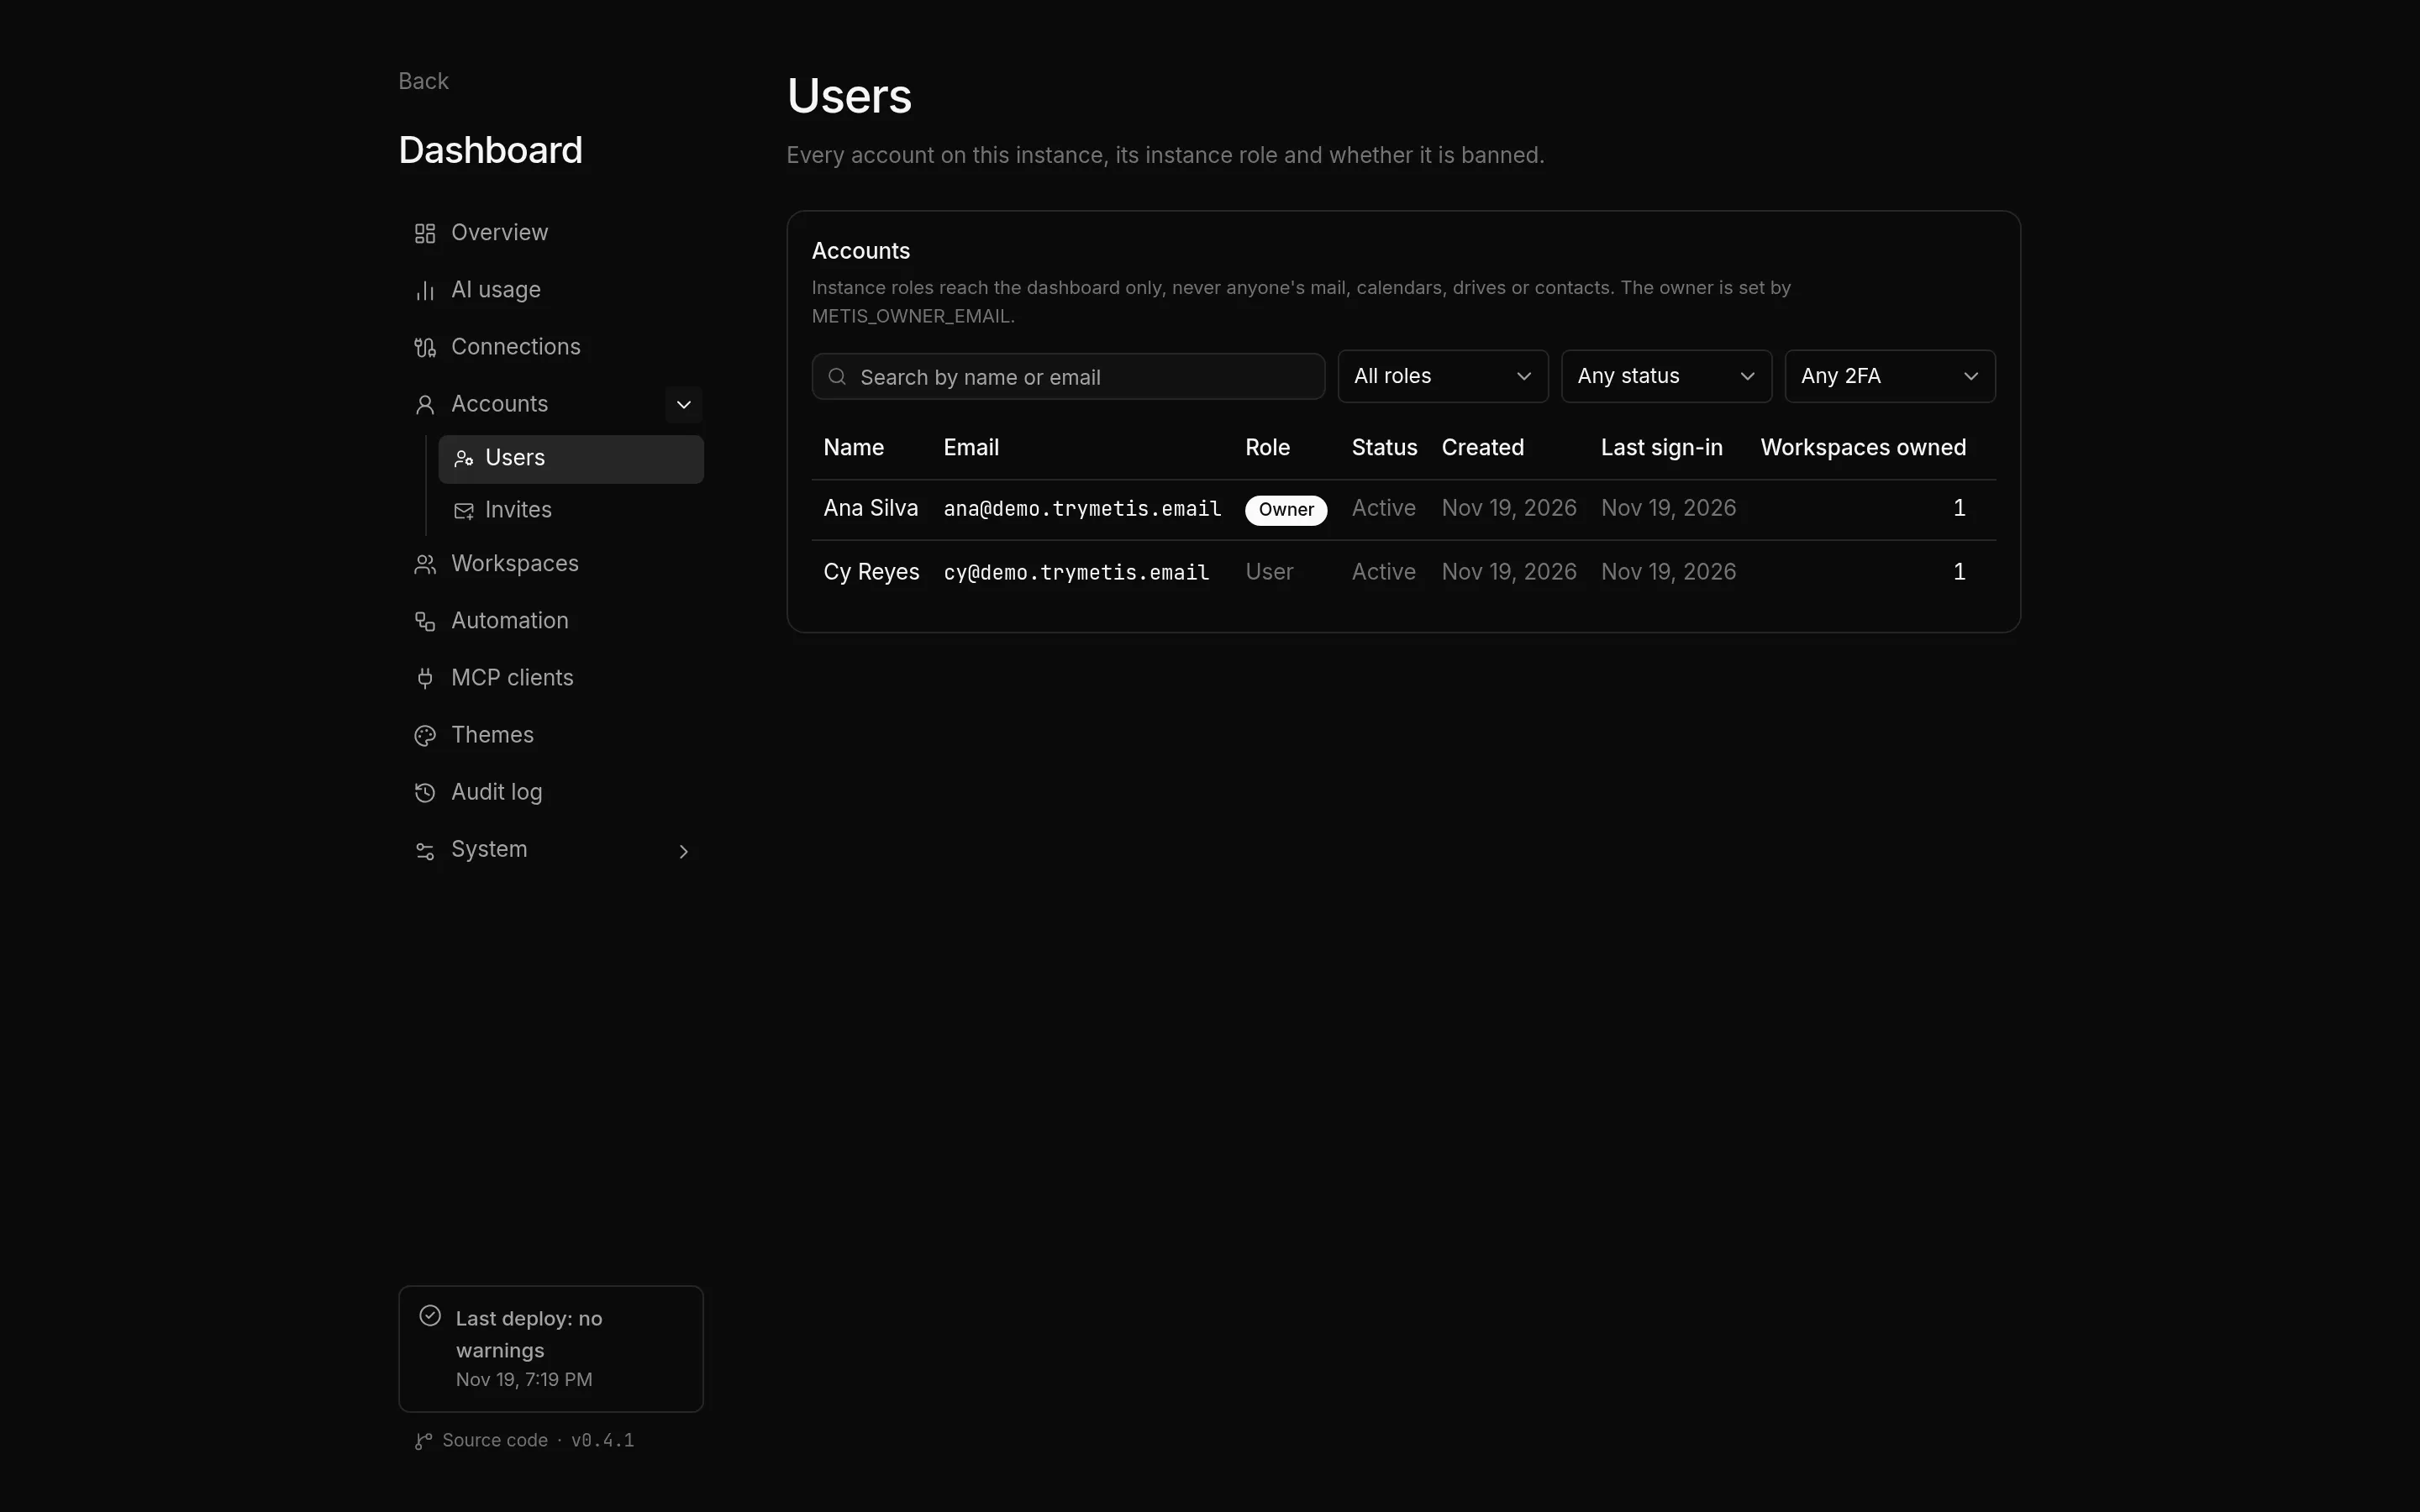 Back
Dashboard
Overview
AI usage
Connections
Accounts
Users
Invites
Workspaces
Automation
MCP clients
Themes
Audit log
System
Last deploy: no
warnings
Nov 19, 7:19 PM
Source code · v0.4.1
Users
Every account on this instance, its instance role and whether it is banned.
Accounts
Instance roles reach the dashboard only, never anyone's mail, calendars, drives or contacts. The owner is set by
METIS_OWNER_EMAIL.
Search by name or email All roles Any status Any 2FA
Name Email Role Status Created Last sign-in Workspaces owned
Ana Silva ana@demo.trymetis.email Owner Active Nov 19, 2026 Nov 19, 2026 1
Cy Reyes cy@demo.trymetis.email User Active Nov 19, 2026 Nov 19, 2026 1